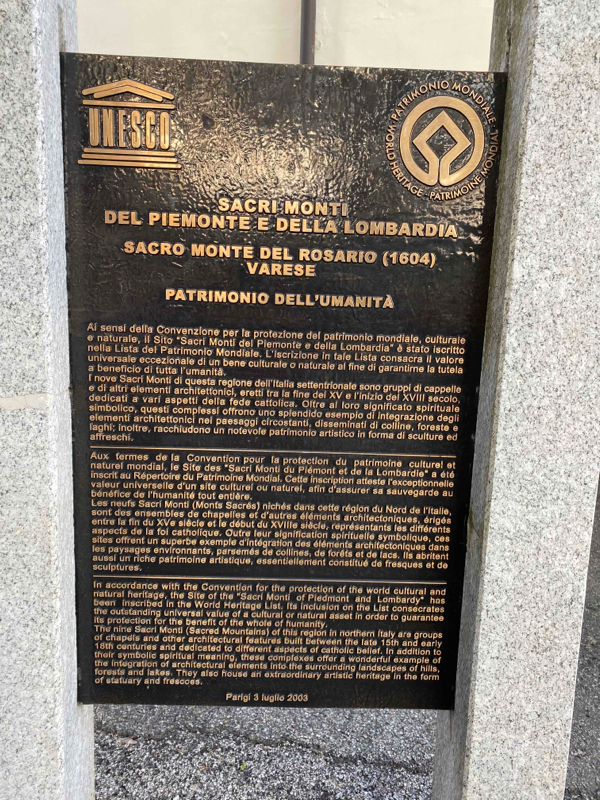 UNESCO
PATRIMONIO MONDIALE
WORLD HERITAGE • PATRIMOINE MONDIAL
SACRI MONTI
DEL PIEMONTE E DELLA LOMBARDIA
SACRO MONTE DEL ROSARIO (1604)
VARESE
PATRIMONIO DELL'UMANITÀ
Ai sensi della Convenzione per la protezione del patrimonio mondiale, culturale
e naturale, il Sito "Sacri Monti del Piemonte e della Lombardia" è stato iscritto
nella Lista del Patrimonio Mondiale. L'iscrizione in tale Lista consacra il valore
universale eccezionale di un bene culturale o naturale al fine di garantirne la tutela
a beneficio di tutta l'umanità.
I nove Sacri Monti di questa regione dell'Italia settentrionale sono gruppi di cappelle
e di altri elementi architettonici, eretti tra la fine del XV e l'inizio del XVIII secolo,
dedicati a vari aspetti della fede cattolica. Oltre al loro significato spirituale
simbolico, questi complessi offrono uno splendido esempio di integrazione degli
elementi architettonici nei paesaggi circostanti, disseminati di colline, foreste e
laghi; inoltre, racchiudono un notevole patrimonio artistico in forma di sculture ed
affreschi.
Aux termes de la Convention pour la protection du patrimoine culturel et
naturel mondial, le Site des "Sacri Monti du Piémont et de la Lombardie" a été
inscrit au Répertoire du Patrimoine Mondial. Cette inscription atteste l'exceptionnelle
valeur universelle d'un site culturel ou naturel, afin d'assurer sa sauvegarde au
bénéfice de l'humanité tout entière.
Les neufs Sacri Monti (Monts Sacrés) nichés dans cette région du Nord de l'Italie,
sont des ensembles de chapelles et d'autres éléments architectoniques, érigés
entre la fin du XVe siècle et le début du XVIIIe siècle, représentants les différents
aspects de la foi catholique. Outre leur signification spirituelle symbolique, ces
sites offrent un superbe exemple d'intégration des éléments architectoniques dans
les paysages environnants, parsemés de collines, de forêts et de lacs. Ils abritent
aussi un riche patrimoine artistique, essentiellement constitué de fresques et de
sculptures.
In accordance with the Convention for the protection of the world cultural and
natural heritage, the Site of the "Sacri Monti of Piedmont and Lombardy" has
been inscribed in the World Heritage List. Its inclusion on the List consecrates
the outstanding universal value of a cultural or natural asset in order to guarantee
its protection for the benefit of the whole of humanity.
The nine Sacri Monti (Sacred Mountains) of this region in northern Italy are groups
of chapels and other architectural features built between the late 15th and early
18th centuries and dedicated to different aspects of catholic belief. In addition to
their symbolic spiritual meaning, these complexes offer a wonderful example of
the integration of architectural elements into the surrounding landscapes of hills,
forests and lakes. They also house an extraordinary artistic heritage in the form
of statuary and frescoes.
Parigi 3 luglio 2003